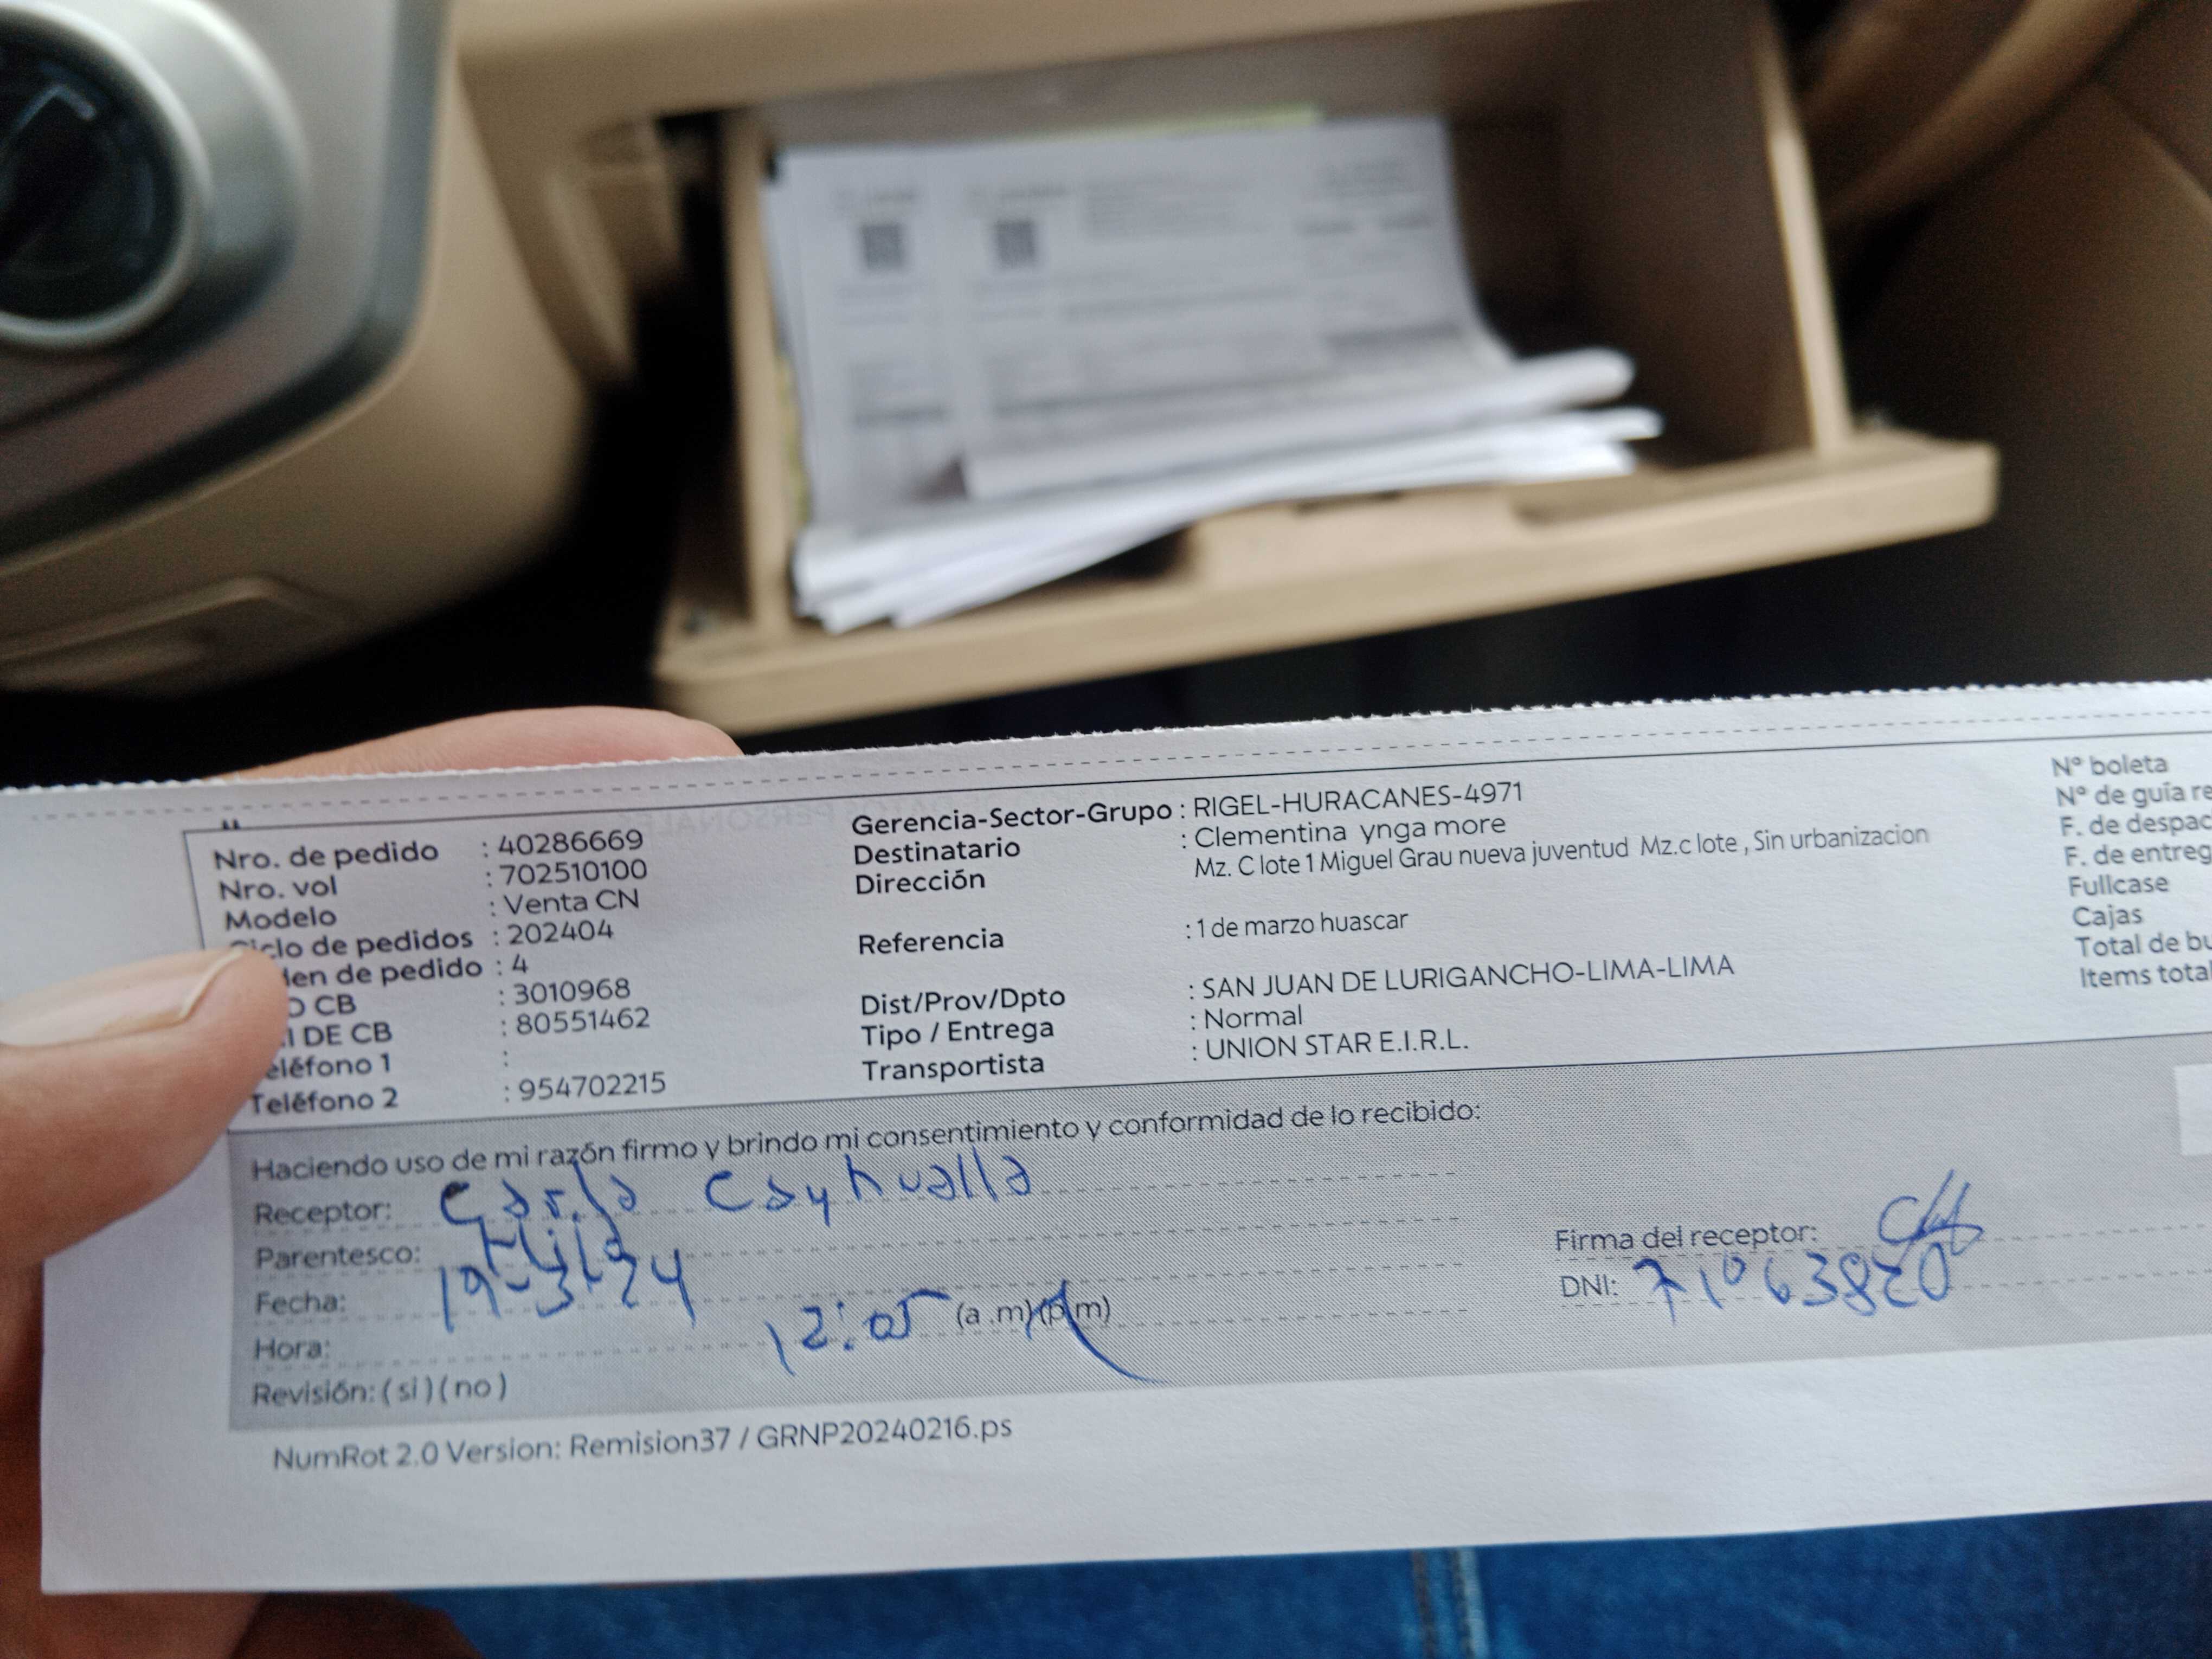 Nro. de pedido : 40286669
Nro. vol : 702510100
Modelo : Venta CN
Ciclo de pedidos : 202404
den de pedido : 4
CB : 3010968
DE CB : 80551462
eléfono 1 :
Teléfono 2 : 954702215
Gerencia-Sector-Grupo : RIGEL-HURACANES-4971
Destinatario : Clementina ynga more
Dirección Mz. C lote 1 Miguel Grau nueva juventud Mz.c lote , Sin urbanizacion
Referencia : 1 de marzo huascar
Dist/Prov/Dpto : SAN JUAN DE LURIGANCHO-LIMA-LIMA
Tipo / Entrega : Normal
Transportista : UNION STAR E.I.R.L.
Nº boleta
Nº de guía re
F. de despac
F. de entreg
Fullcase
Cajas
Total de bu
Items total
Haciendo uso de mi razón firmo y brindo mi consentimiento y conformidad de lo recibido:
Receptor: Carla Cayhualla
Parentesco: Hija
Fecha: 19-3-24
Hora: 12:05 (a .m)(p.m)
Revisión: ( si ) ( no )
Firma del receptor:
DNI: 71063820
NumRot 2.0 Version: Remision37 / GRNP20240216.ps